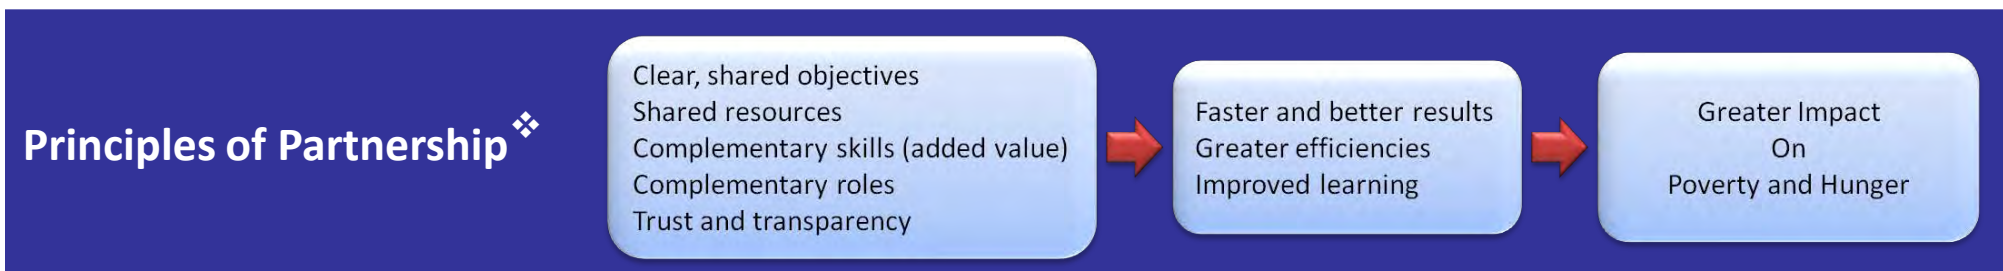 Principles of Partnership❖
Clear, shared objectives
Shared resources
Complementary skills (added value)
Complementary roles
Trust and transparency
Faster and better results
Greater efficiencies
Improved learning
Greater Impact
On
Poverty and Hunger